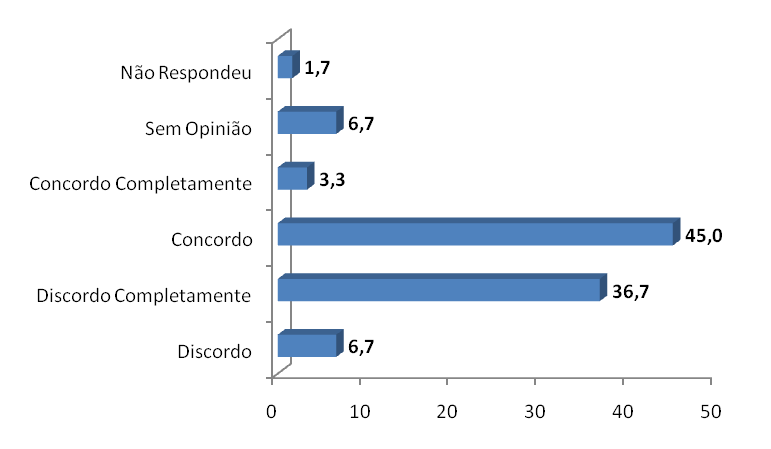 Não Respondeu 1,7
Sem Opinião 6,7
Concordo Completamente 3,3
Concordo 45,0
Discordo Completamente 36,7
Discordo 6,7
0 10 20 30 40 50